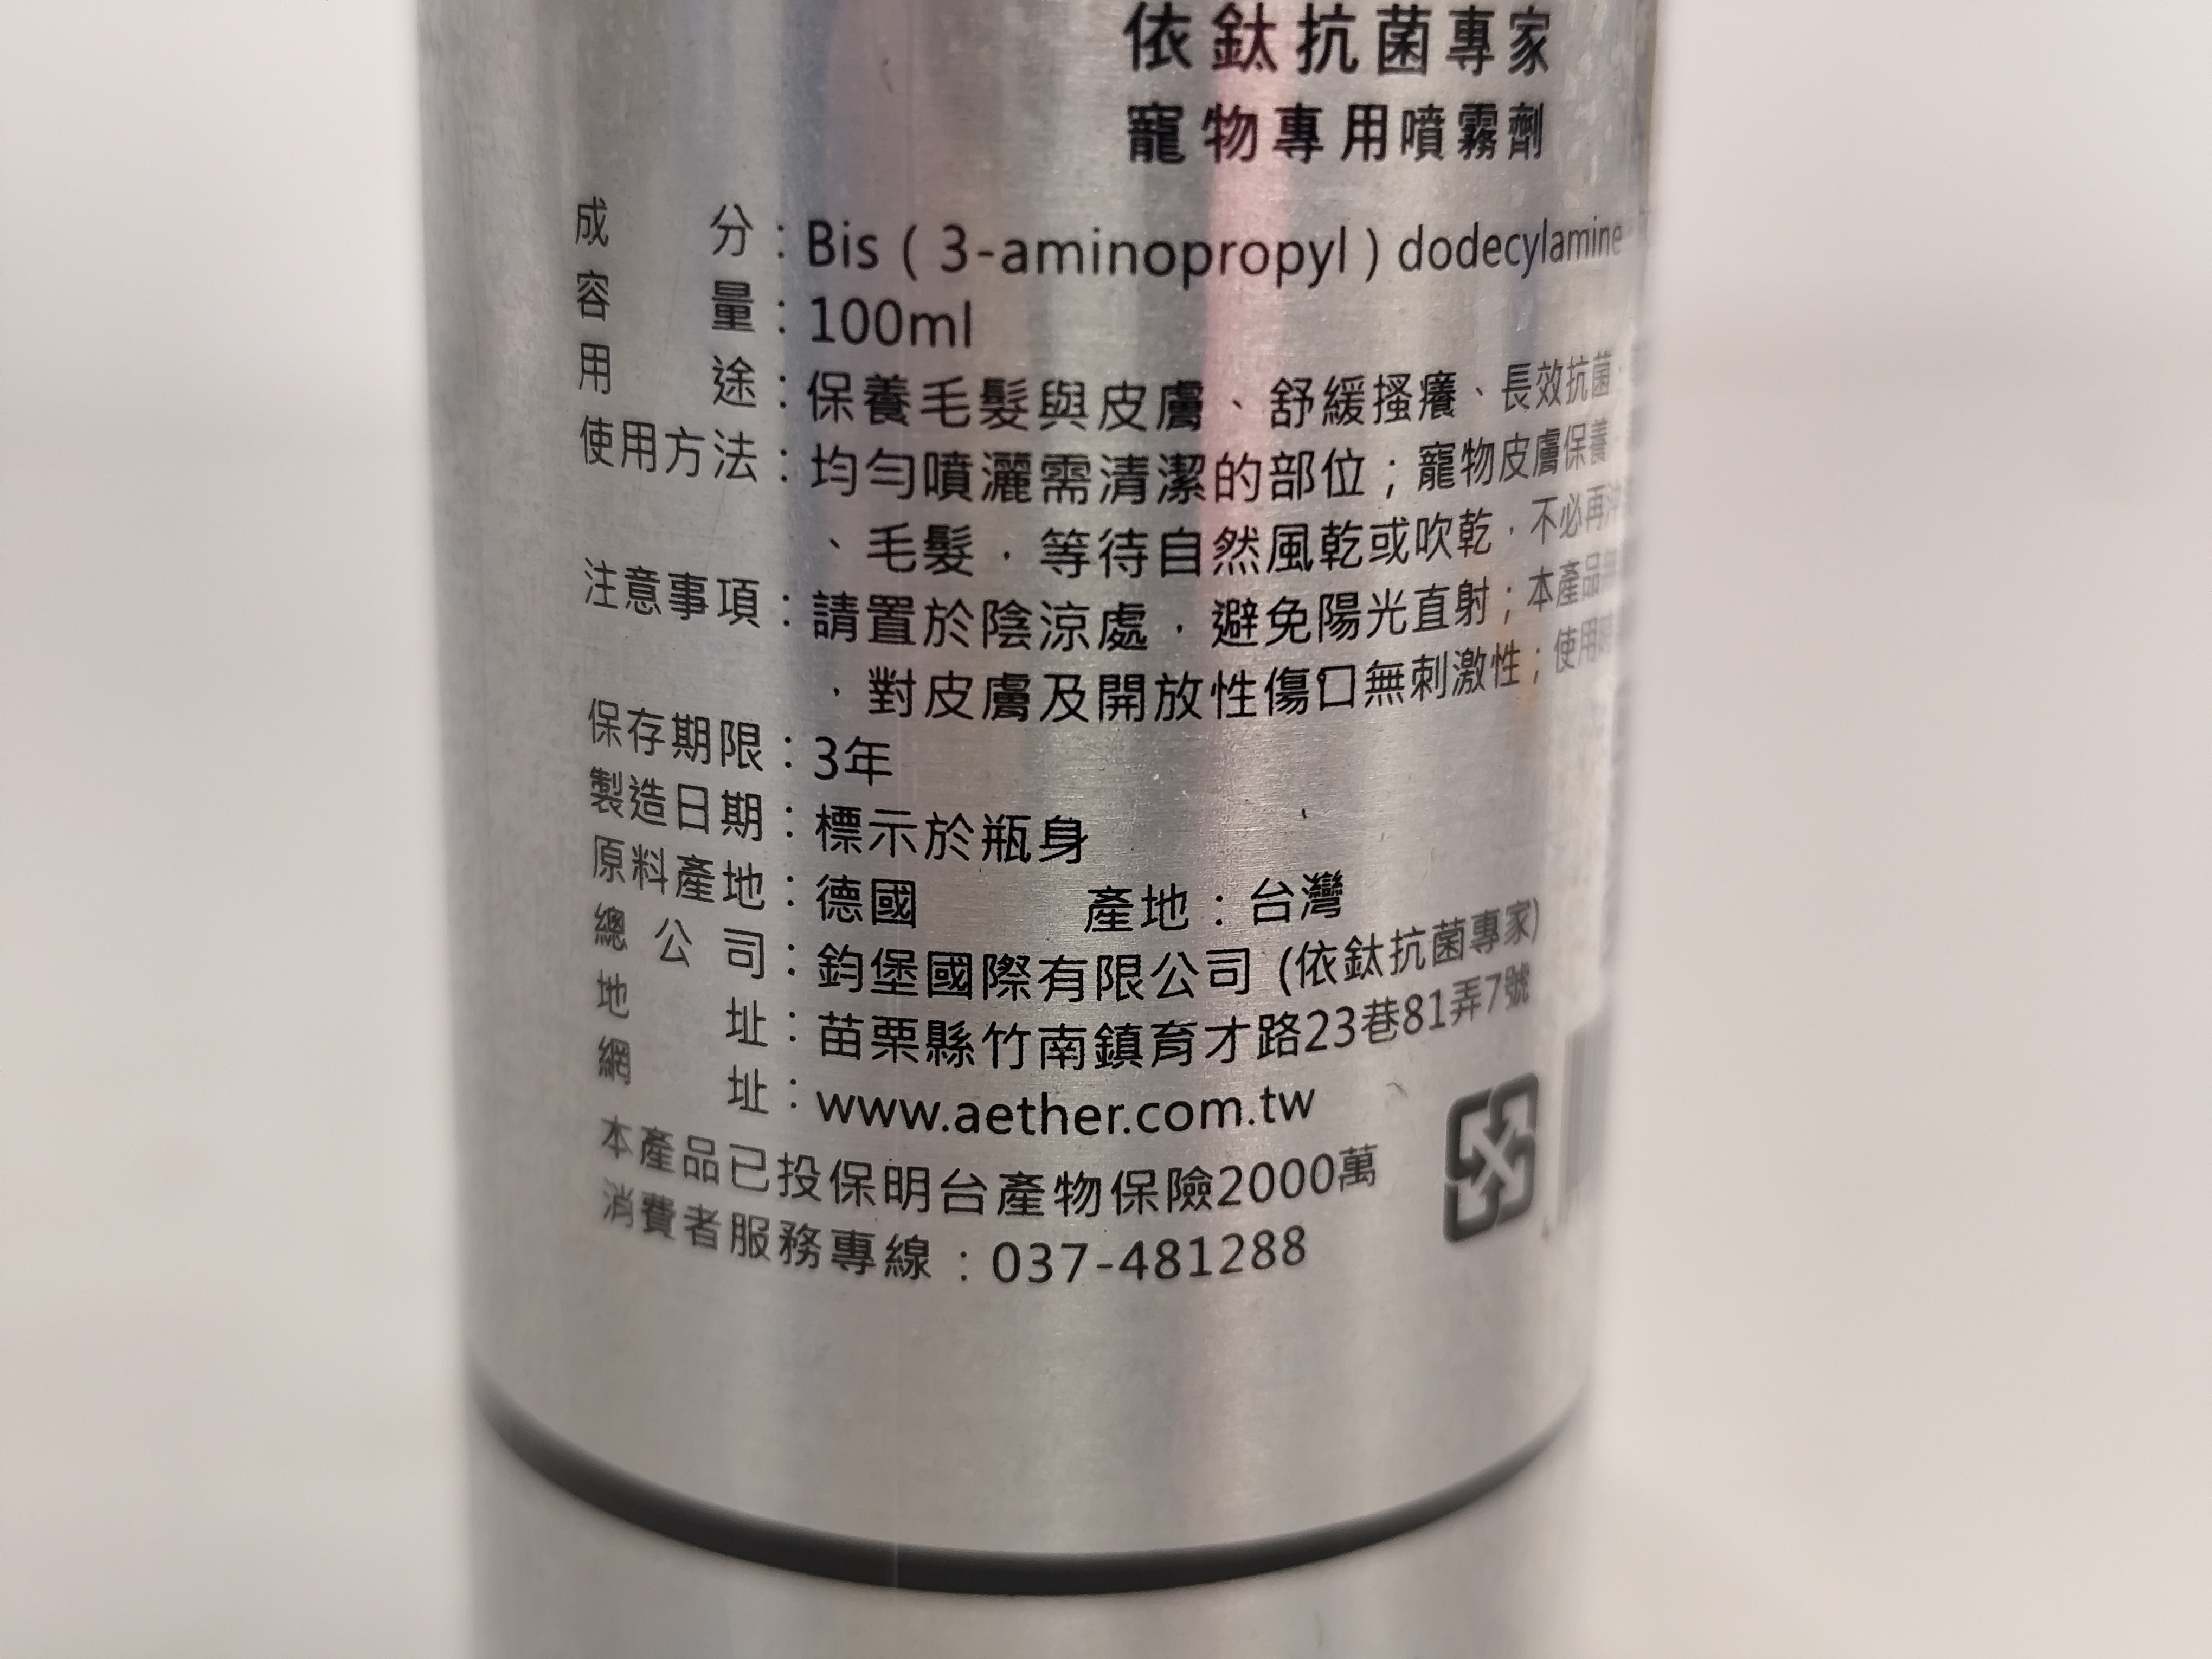 依鈦抗菌專家
寵物專用噴霧劑
成分：Bis ( 3-aminopropyl ) dodecylamine
容量：100ml
用途：保養毛髮與皮膚、舒緩搔癢、長效抗菌
使用方法：均勻噴灑需清潔的部位；寵物皮膚保養
、毛髮，等待自然風乾或吹乾，不必再
注意事項：請置於陰涼處，避免陽光直射；本產品
，對皮膚及開放性傷口無刺激性；使用時
保存期限：3年
製造日期：標示於瓶身
原料產地：德國 產地：台灣
總公司：鈞堡國際有限公司 (依鈦抗菌專家)
地址：苗栗縣竹南鎮育才路23巷81弄7號
網址：www.aether.com.tw
本產品已投保明台產物保險2000萬
消費者服務專線：037-481288